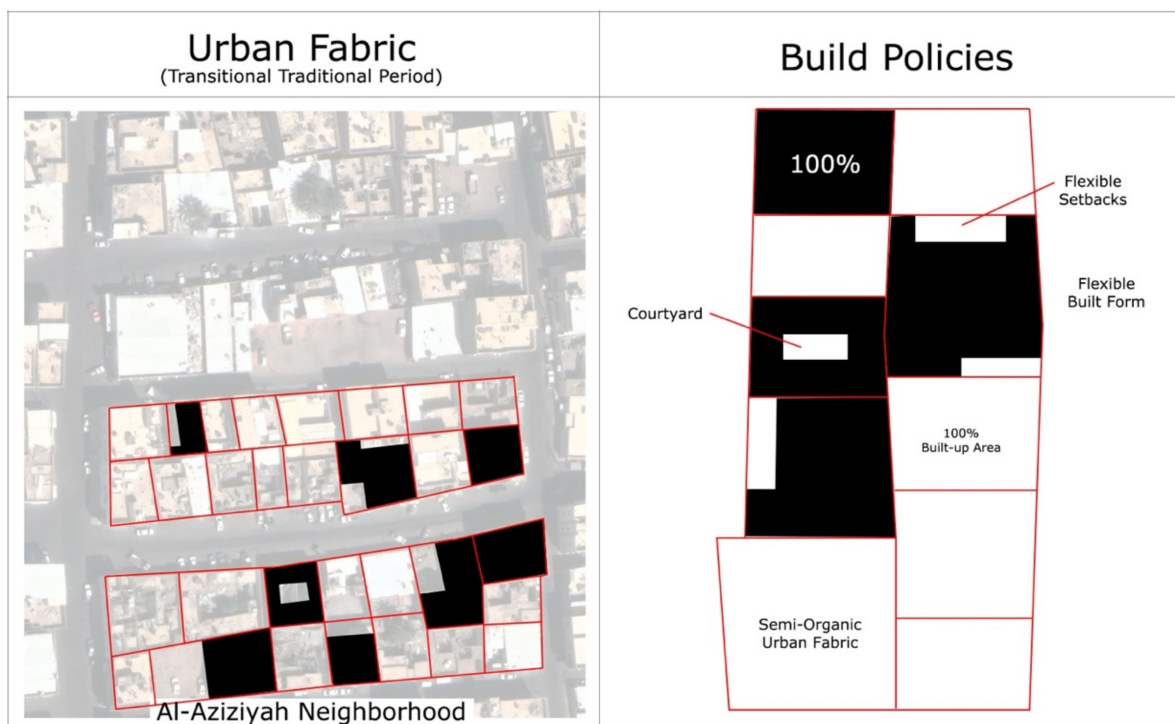 Urban Fabric
(Transitional Traditional Period)
Al-Aziziyah Neighborhood
Build Policies
100%
Flexible
Setbacks
Flexible
Built Form
Courtyard
100%
Built-up Area
Semi-Organic
Urban Fabric